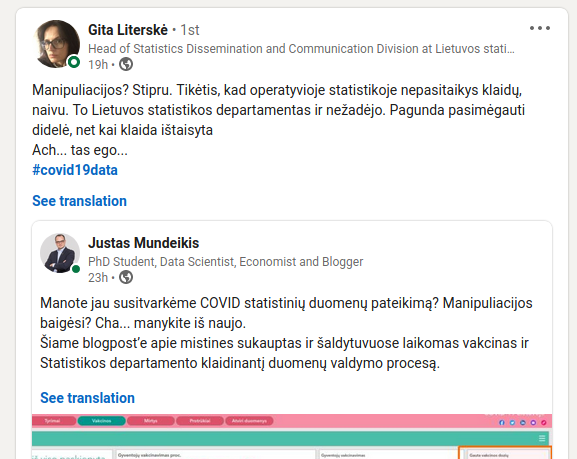 Gita Literskė • 1st
Head of Statistics Dissemination and Communication Division at Lietuvos stati...
19h •
Manipuliacijos? Stipru. Tikėtis, kad operatyvioje statistikoje nepasitaikys klaidų,
naivu. To Lietuvos statistikos departamentas ir nežadėjo. Pagunda pasimėgauti
didelė, net kai klaida ištaisyta
Ach... tas ego...
#covid19data
See translation
Justas Mundeikis
PhD Student, Data Scientist, Economist and Blogger
23h •
Manote jau susitvarkėme COVID statistinių duomenų pateikimą? Manipuliacijos
baigėsi? Cha... manykite iš naujo.
Šiame blogpost'e apie mistines sukauptas ir šaldytuvuose laikomas vakcinas ir
Statistikos departamento klaidinantį duomenų valdymo procesą.
See translation
Tyrimai Vakcinos Mirtys Pjūviai Atviri duomenys
Gyventojų vakcinavimas proc.
Gyventojų vakcinavimas
Gauta vakcinos dozių